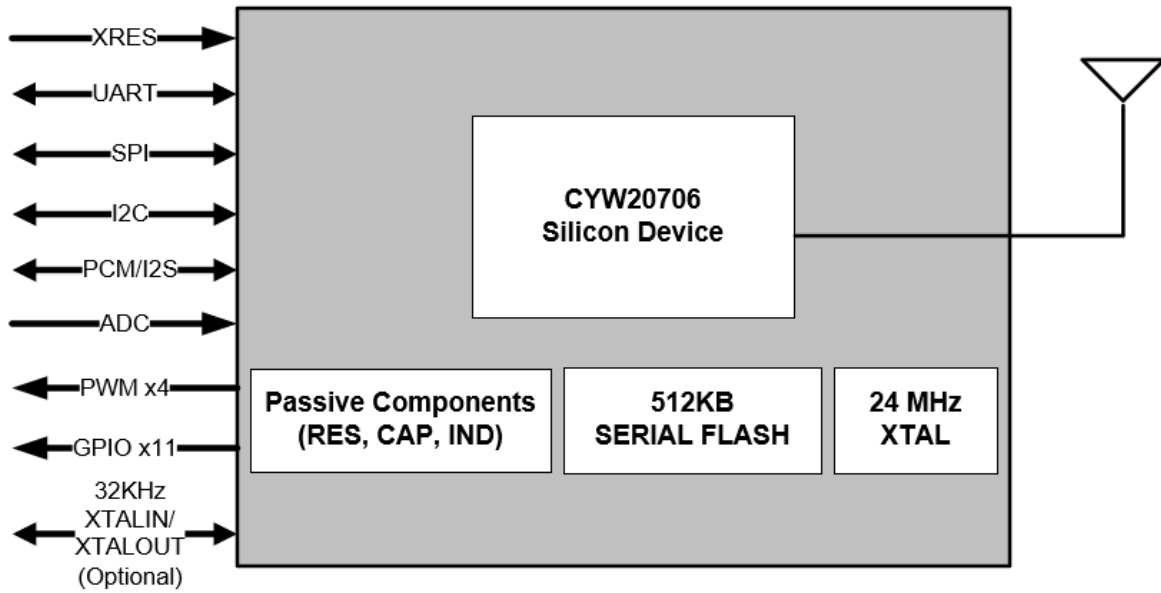 XRES
UART
SPI
I2C
PCM/I2S
ADC
PWM x4
GPIO x11
32KHz
XTALIN/
XTALOUT
(Optional)
CYW20706
Silicon Device
Passive Components
(RES, CAP, IND)
512KB
SERIAL FLASH
24 MHz
XTAL